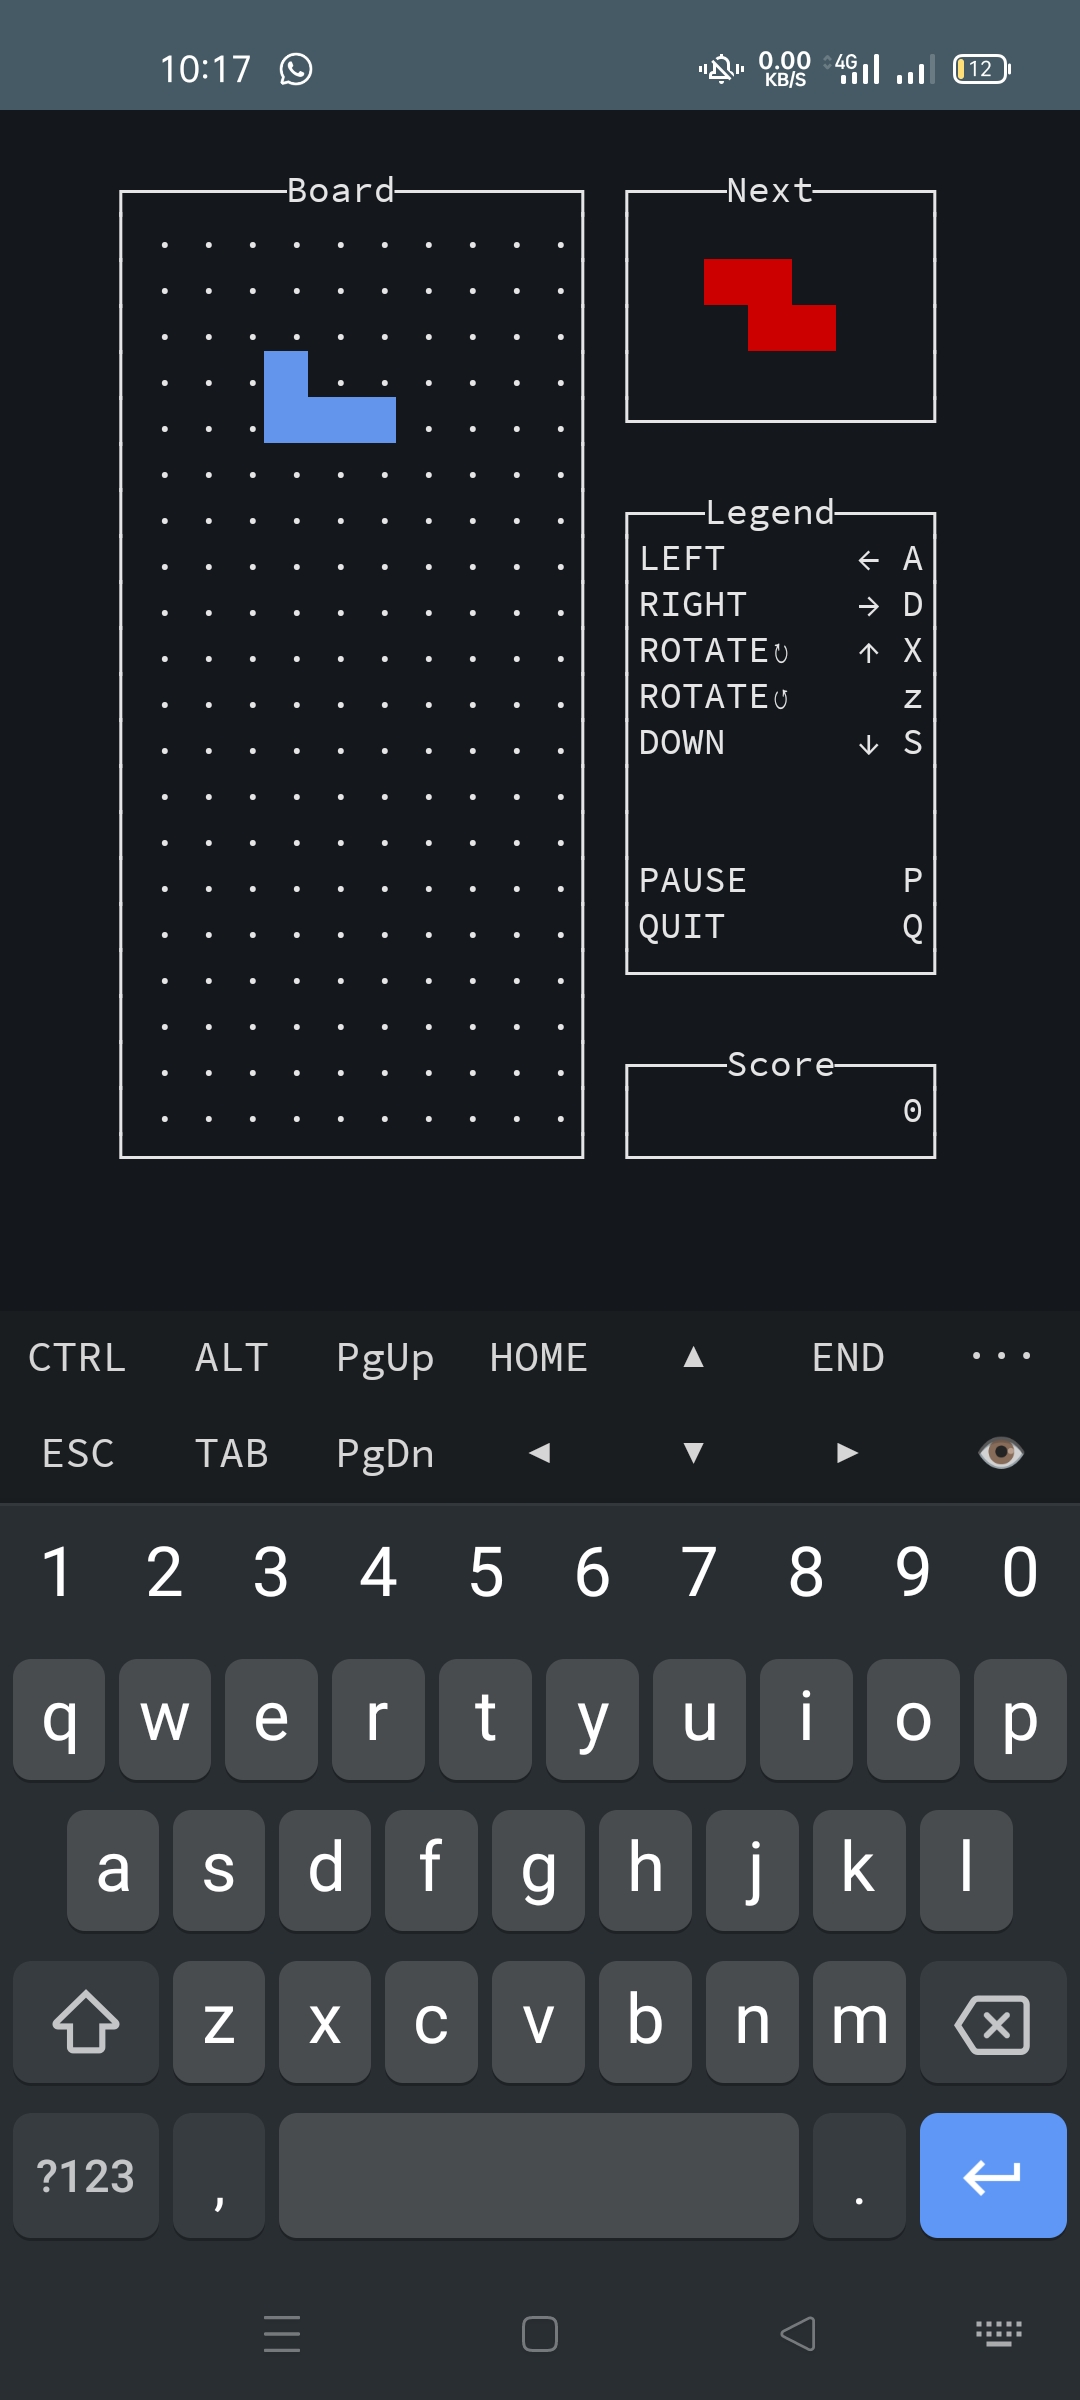 10:17 0.00 KB/S 4G 12
Board
Next
Legend
LEFT ← A
RIGHT → D
ROTATE↻ ↑ X
ROTATE↺ z
DOWN ↓ S
PAUSE P
QUIT Q
Score
0
CTRL ALT PgUp HOME ▲ END ···
ESC TAB PgDn ◄ ▼ ►
1 2 3 4 5 6 7 8 9 0
q w e r t y u i o p
a s d f g h j k l
z x c v b n m
?123 , .